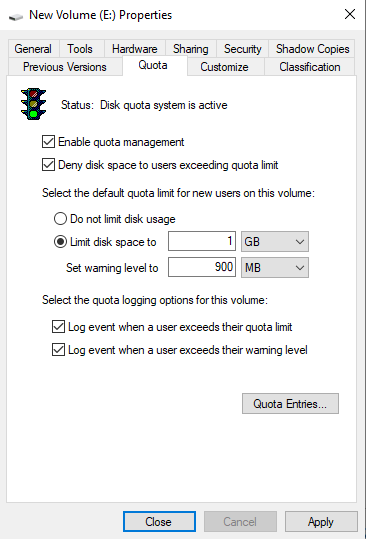 New Volume (E:) Properties
General Tools Hardware Sharing Security Shadow Copies
Previous Versions Quota Customize Classification
Status: Disk quota system is active
Enable quota management
Deny disk space to users exceeding quota limit
Select the default quota limit for new users on this volume:
Do not limit disk usage
Limit disk space to 1 GB
Set warning level to 900 MB
Select the quota logging options for this volume:
Log event when a user exceeds their quota limit
Log event when a user exceeds their warning level
Quota Entries...
Close Cancel Apply